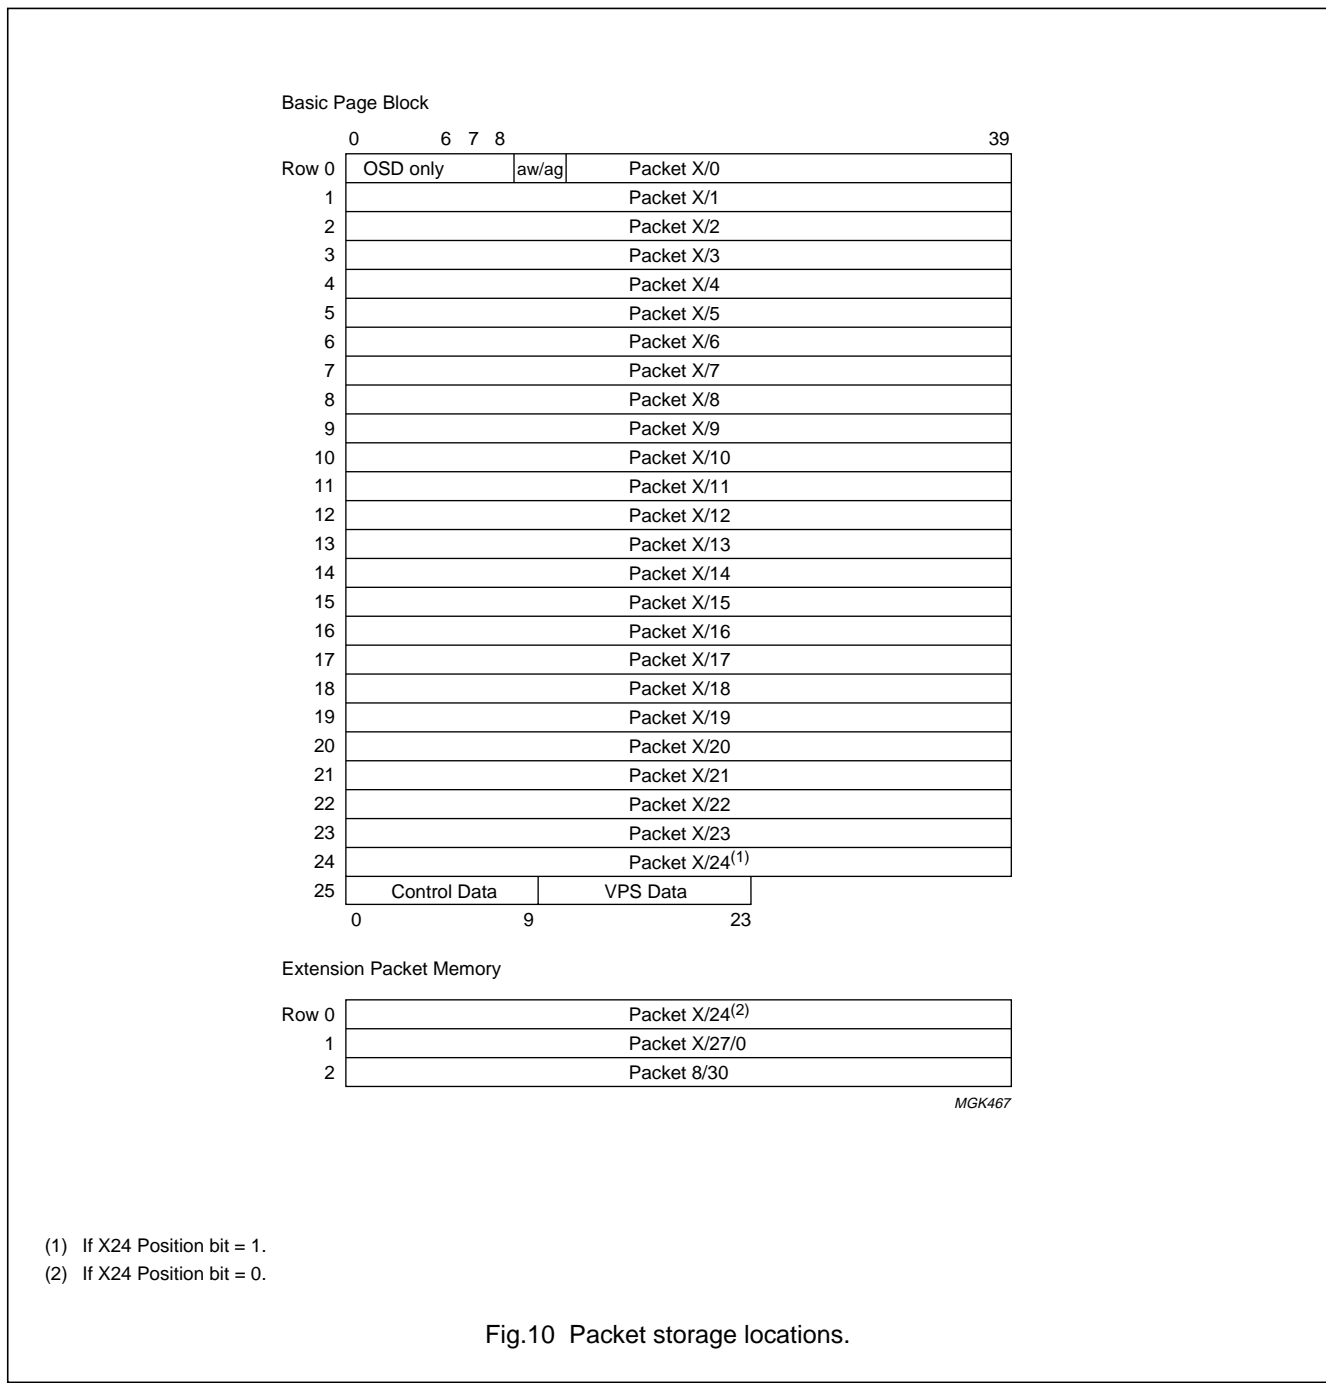 Basic Page Block
0 6 7 8 39
Row 0 OSD only aw/ag Packet X/0
1 Packet X/1
2 Packet X/2
3 Packet X/3
4 Packet X/4
5 Packet X/5
6 Packet X/6
7 Packet X/7
8 Packet X/8
9 Packet X/9
10 Packet X/10
11 Packet X/11
12 Packet X/12
13 Packet X/13
14 Packet X/14
15 Packet X/15
16 Packet X/16
17 Packet X/17
18 Packet X/18
19 Packet X/19
20 Packet X/20
21 Packet X/21
22 Packet X/22
23 Packet X/23
24 Packet X/24(1)
25 Control Data VPS Data
0 9 23
Extension Packet Memory
Row 0 Packet X/24(2)
1 Packet X/27/0
2 Packet 8/30
MGK467
(1) If X24 Position bit = 1.
(2) If X24 Position bit = 0.
Fig.10 Packet storage locations.